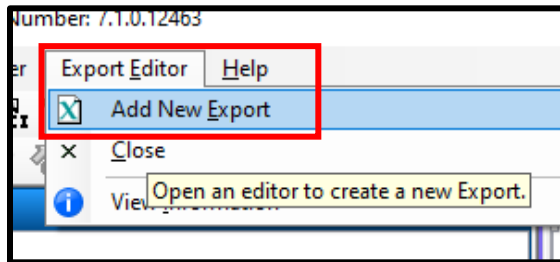 Number: 7.1.0.12463
er Export Editor Help
Add New Export
Close
Open an editor to create a new Export.
View